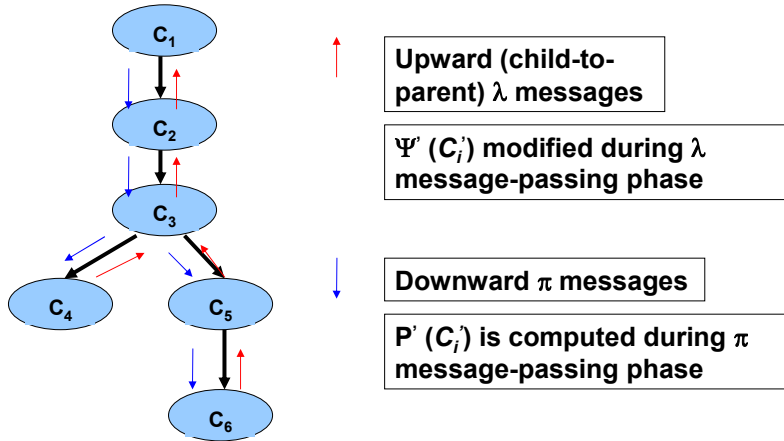 C1
C2
C3
C4
C5
C6
Upward (child-to-
parent) λ messages
Ψ' (Ci') modified during λ
message-passing phase
Downward π messages
P' (Ci') is computed during π
message-passing phase